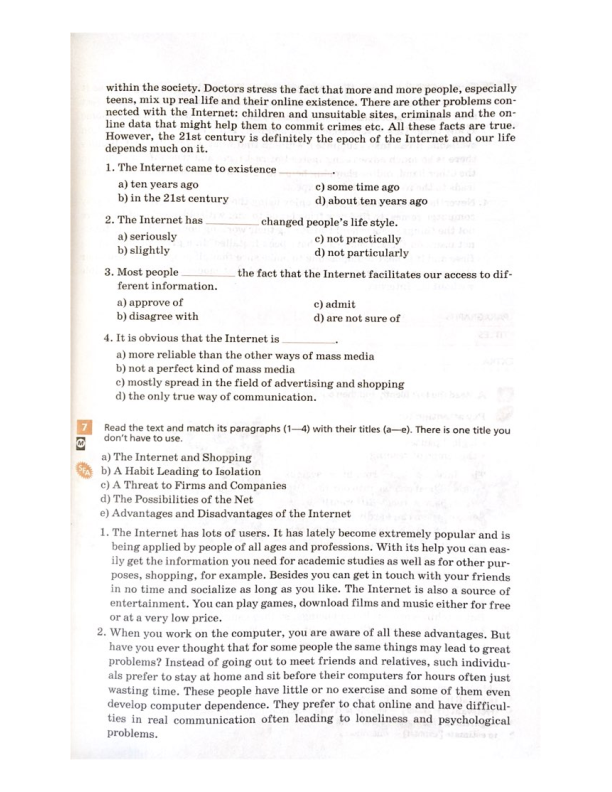 within the society. Doctors stress the fact that more and more people, especially
teens, mix up real life and their online existence. There are other problems con-
nected with the Internet: children and unsuitable sites, criminals and the on-
line data that might help them to commit crimes etc. All these facts are true.
However, the 21st century is definitely the epoch of the Internet and our life
depends much on it.
1. The Internet came to existence __________.
a) ten years ago
b) in the 21st century
c) some time ago
d) about ten years ago
2. The Internet has __________ changed people's life style.
a) seriously
b) slightly
c) not practically
d) not particularly
3. Most people __________ the fact that the Internet facilitates our access to dif-
ferent information.
a) approve of
b) disagree with
c) admit
d) are not sure of
4. It is obvious that the Internet is __________.
a) more reliable than the other ways of mass media
b) not a perfect kind of mass media
c) mostly spread in the field of advertising and shopping
d) the only true way of communication.
7
Read the text and match its paragraphs (1—4) with their titles (a—e). There is one title you
don't have to use.
a) The Internet and Shopping
b) A Habit Leading to Isolation
c) A Threat to Firms and Companies
d) The Possibilities of the Net
e) Advantages and Disadvantages of the Internet
1. The Internet has lots of users. It has lately become extremely popular and is
being applied by people of all ages and professions. With its help you can eas-
ily get the information you need for academic studies as well as for other pur-
poses, shopping, for example. Besides you can get in touch with your friends
in no time and socialize as long as you like. The Internet is also a source of
entertainment. You can play games, download films and music either for free
or at a very low price.
2. When you work on the computer, you are aware of all these advantages. But
have you ever thought that for some people the same things may lead to great
problems? Instead of going out to meet friends and relatives, such individu-
als prefer to stay at home and sit before their computers for hours often just
wasting time. These people have little or no exercise and some of them even
develop computer dependence. They prefer to chat online and have difficul-
ties in real communication often leading to loneliness and psychological
problems.